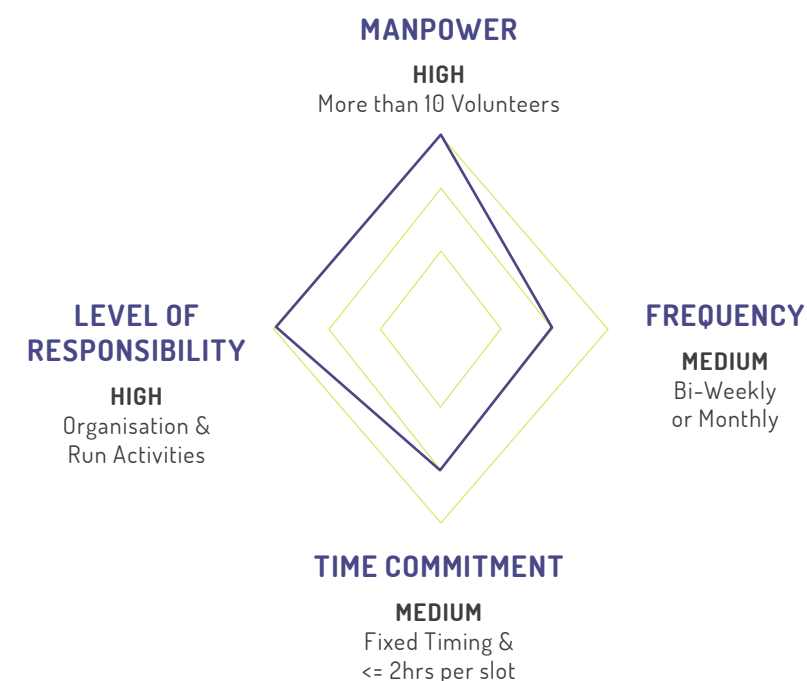 MANPOWER
HIGH
More than 10 Volunteers
LEVEL OF
RESPONSIBILITY
HIGH
Organisation &
Run Activities
FREQUENCY
MEDIUM
Bi-Weekly
or Monthly
TIME COMMITMENT
MEDIUM
Fixed Timing &
<= 2hrs per slot